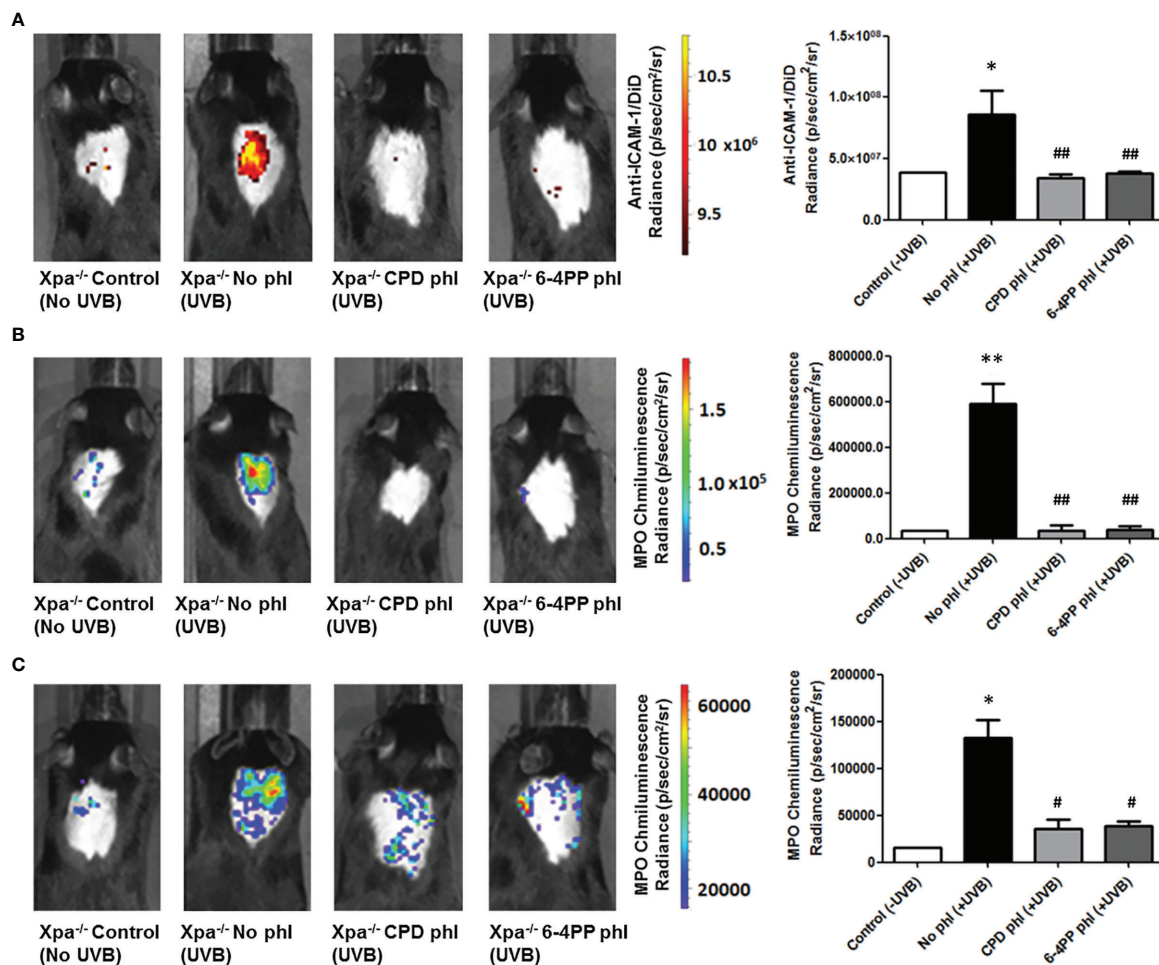 A
Xpa-/- Control
(No UVB)
Xpa-/- No phl
(UVB)
Xpa-/- CPD phl
(UVB)
Xpa-/- 6-4PP phl
(UVB)
Anti-ICAM-1/DiD
Radiance (p/sec/cm²/sr)
10.5
10 x10⁶
9.5
Anti-ICAM-1/DiD
Radiance (p/sec/cm²/sr)
1.5×10⁰⁸
1.0×10⁰⁸
5.0×10⁰⁷
0.0
*
##
##
Control (-UVB)
No phl (+UVB)
CPD phl (+UVB)
6-4PP phl (+UVB)
B
Xpa-/- Control
(No UVB)
Xpa-/- No phl
(UVB)
Xpa-/- CPD phl
(UVB)
Xpa-/- 6-4PP phl
(UVB)
MPO Chmiluminescence
Radiance (p/sec/cm²/sr)
1.5
1.0 x10⁵
0.5
MPO Chemiluminescence
Radiance (p/sec/cm²/sr)
800000.0
600000.0
400000.0
200000.0
0.0
**
##
##
Control (-UVB)
No phl (+UVB)
CPD phl (+UVB)
6-4PP phl (+UVB)
C
Xpa-/- Control
(No UVB)
Xpa-/- No phl
(UVB)
Xpa-/- CPD phl
(UVB)
Xpa-/- 6-4PP phl
(UVB)
MPO Chmiluminescence
Radiance (p/sec/cm²/sr)
60000
40000
20000
MPO Chemiluminescence
Radiance (p/sec/cm²/sr)
200000
150000
100000
50000
0
*
#
#
Control (-UVB)
No phl (+UVB)
CPD phl (+UVB)
6-4PP phl (+UVB)